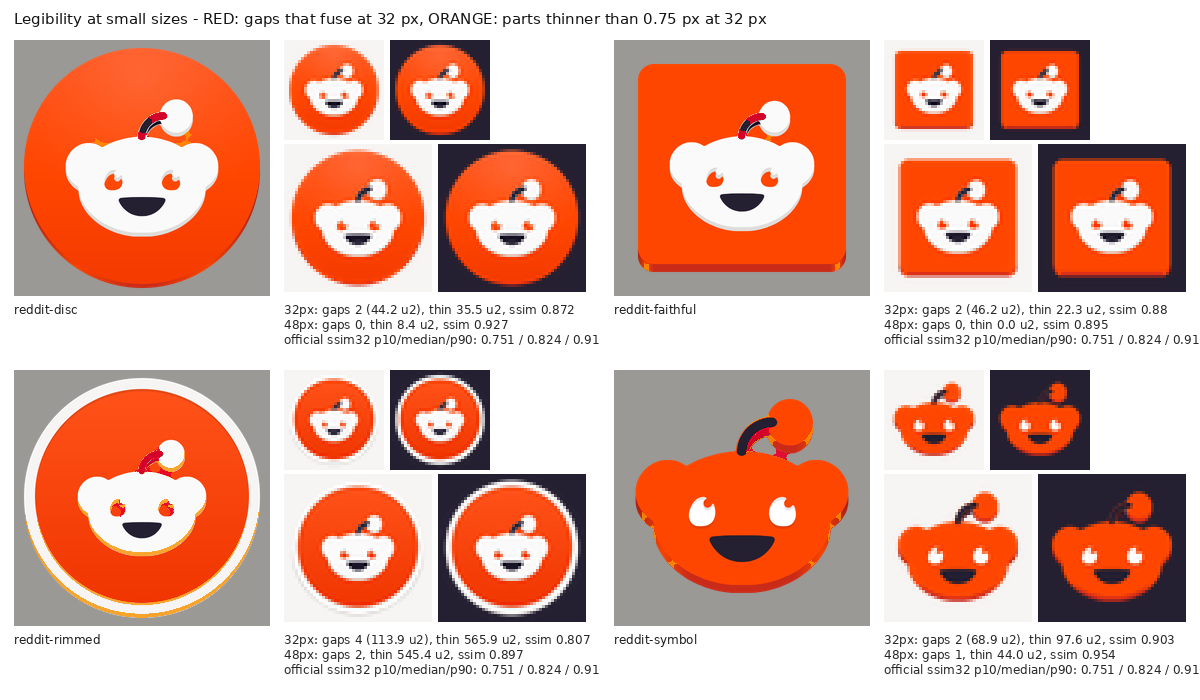 Legibility at small sizes - RED: gaps that fuse at 32 px, ORANGE: parts thinner than 0.75 px at 32 px
reddit-disc
32px: gaps 2 (44.2 u2), thin 35.5 u2, ssim 0.872
48px: gaps 0, thin 8.4 u2, ssim 0.927
official ssim32 p10/median/p90: 0.751 / 0.824 / 0.91
reddit-faithful
32px: gaps 2 (46.2 u2), thin 22.3 u2, ssim 0.88
48px: gaps 0, thin 0.0 u2, ssim 0.895
official ssim32 p10/median/p90: 0.751 / 0.824 / 0.91
reddit-rimmed
32px: gaps 4 (113.9 u2), thin 565.9 u2, ssim 0.807
48px: gaps 2, thin 545.4 u2, ssim 0.897
official ssim32 p10/median/p90: 0.751 / 0.824 / 0.91
reddit-symbol
32px: gaps 2 (68.9 u2), thin 97.6 u2, ssim 0.903
48px: gaps 1, thin 44.0 u2, ssim 0.954
official ssim32 p10/median/p90: 0.751 / 0.824 / 0.91